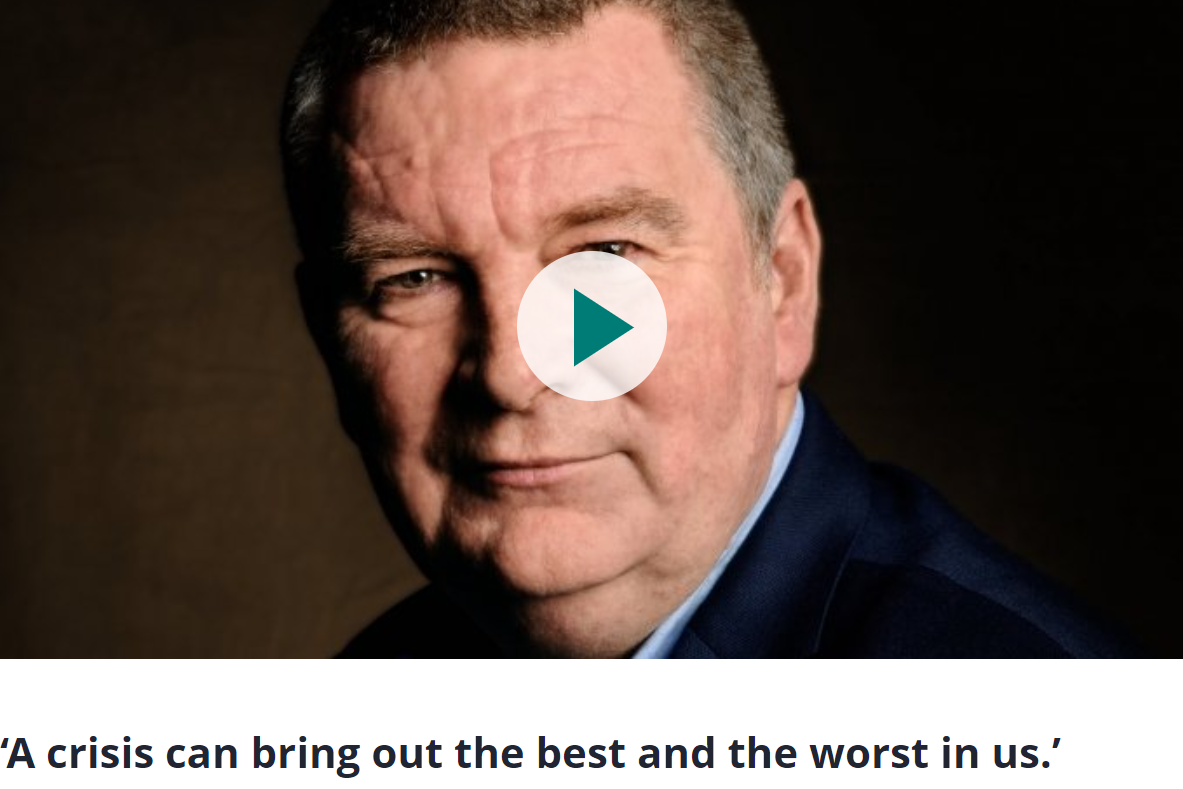 ‘A crisis can bring out the best and the worst in us.’